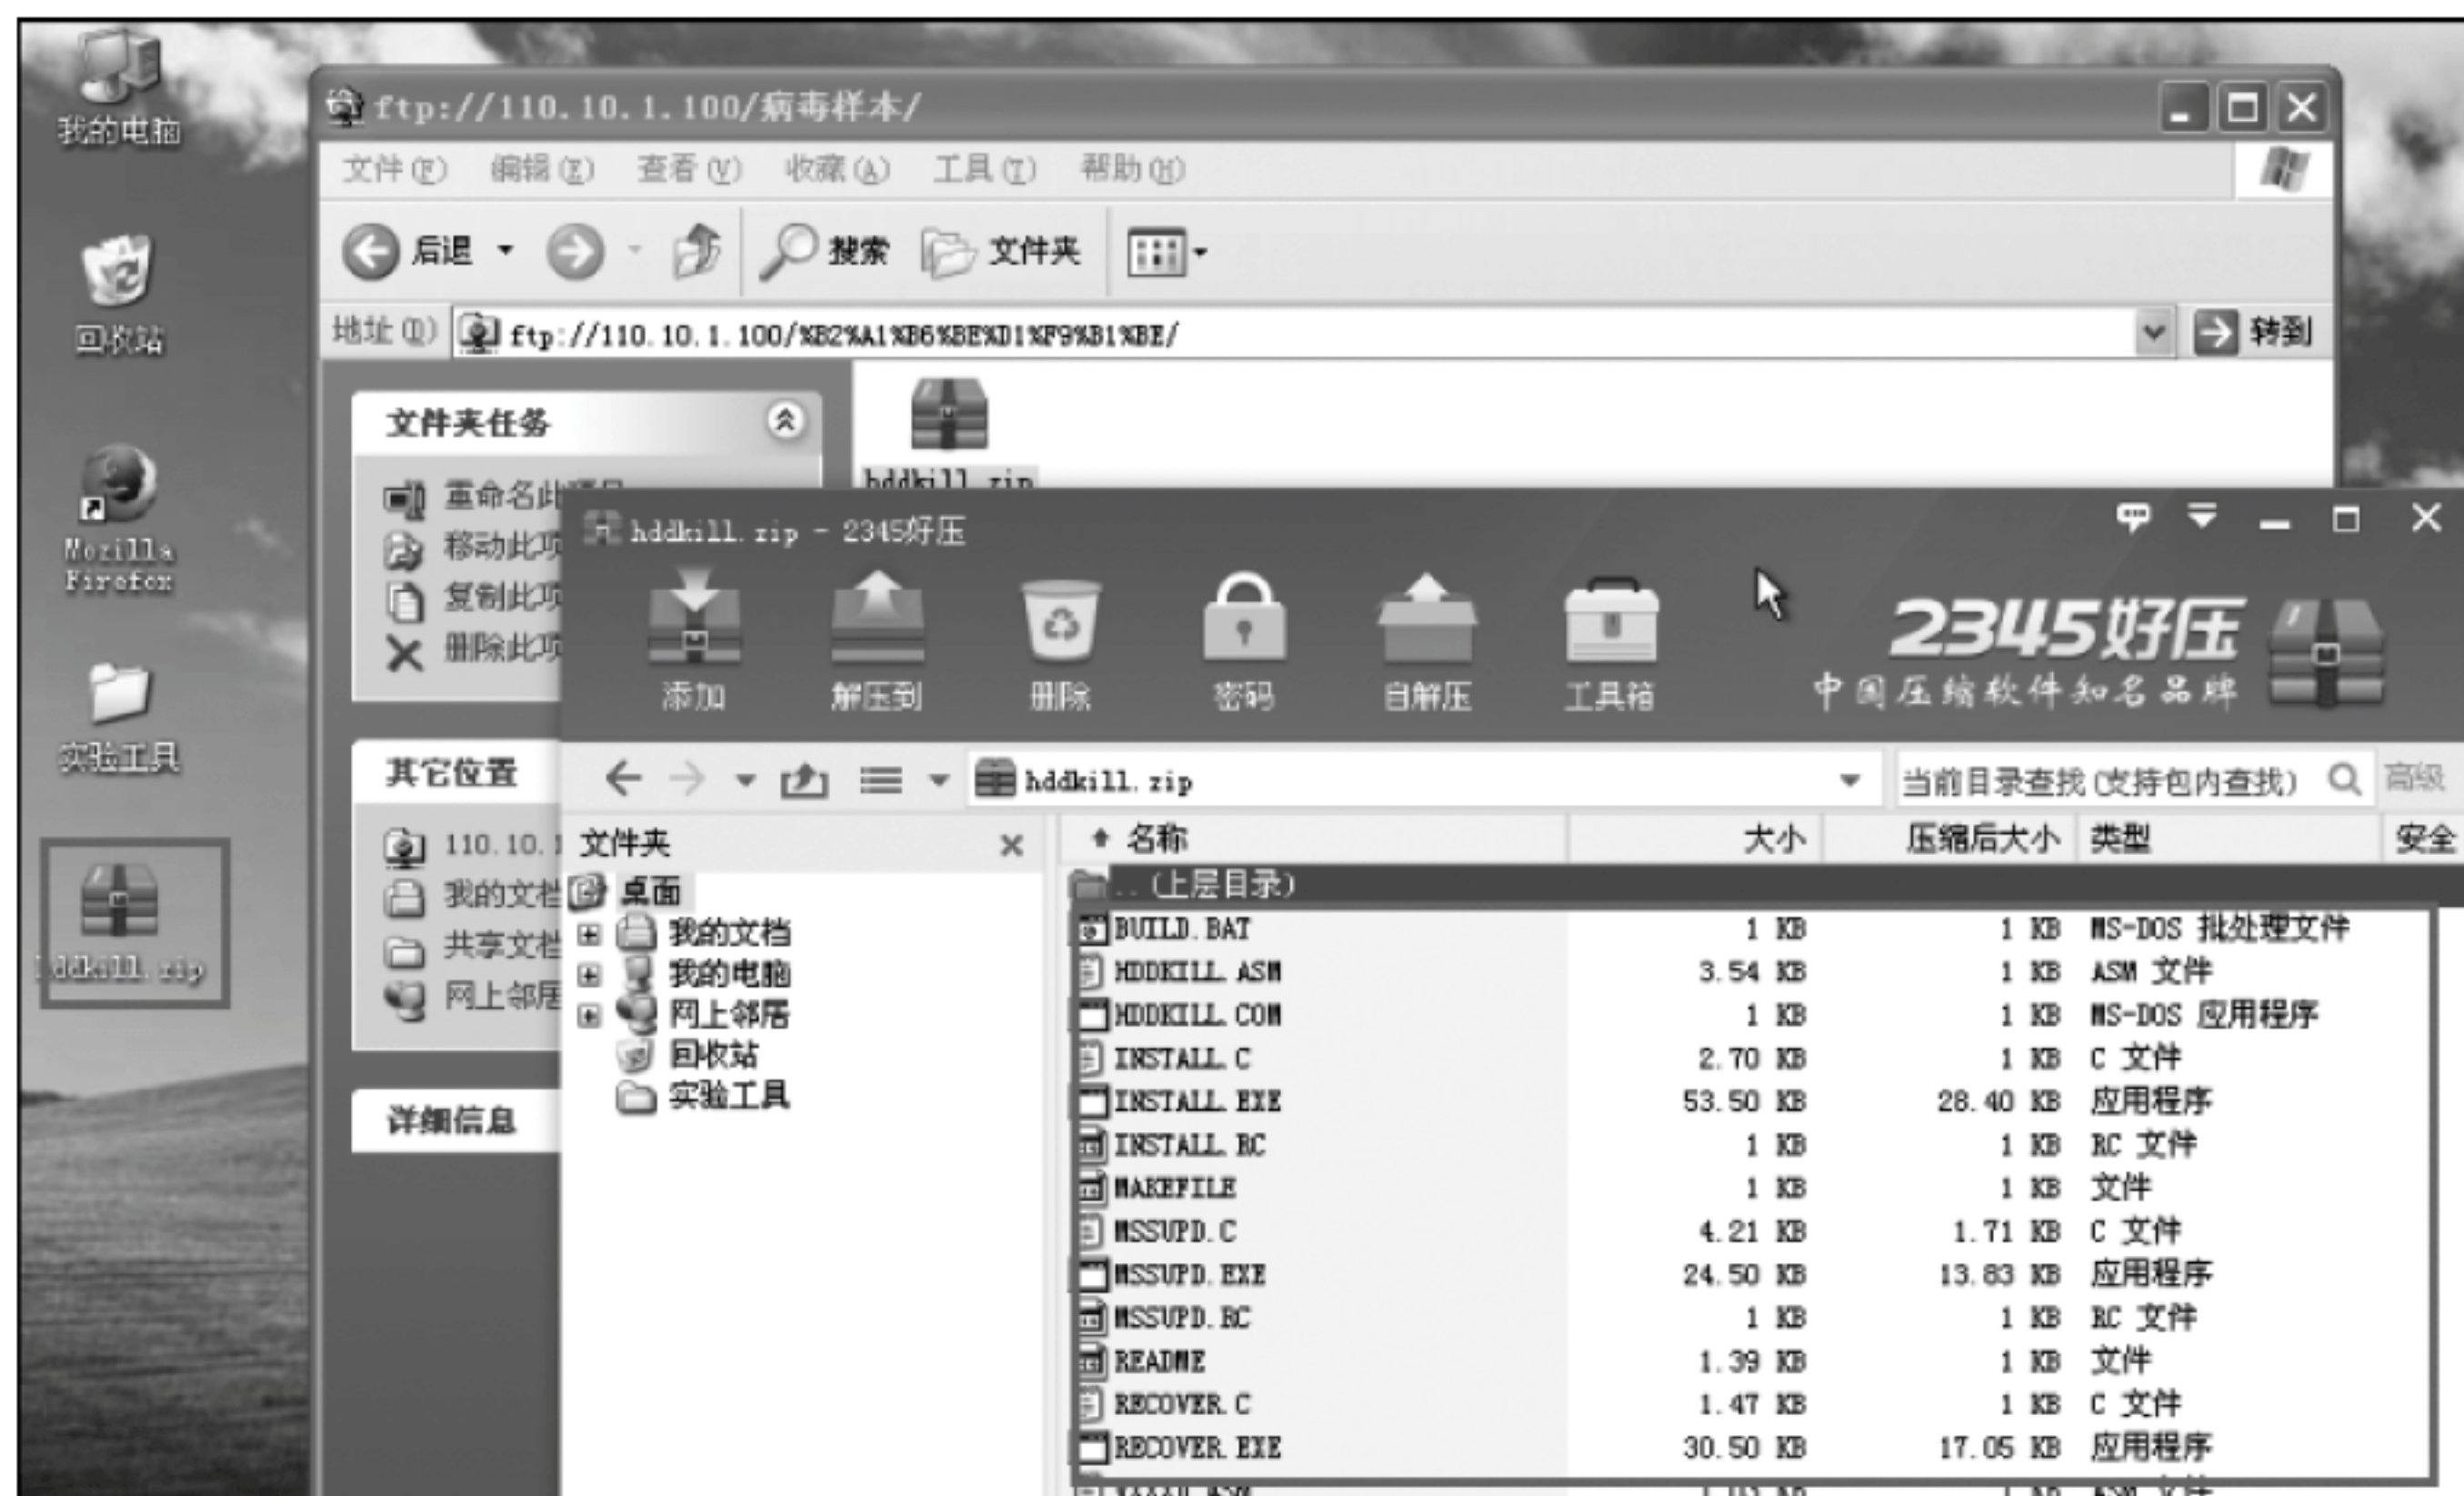 我的电脑
回收站
Mozilla
Firefox
实验工具
hddkill.zip
ftp://110.10.1.100/病毒样本/
文件(F) 编辑(E) 查看(V) 收藏(A) 工具(T) 帮助(H)
后退 搜索 文件夹
地址(D) ftp://110.10.1.100/%B2%A1%B6%BE%D1%F9%B1%BE/ 转到
文件夹任务
重命名此项目
移动此项
复制此项
删除此项
其它位置
110.10.1
我的文档
共享文档
网上邻居
详细信息
hddkill.zip
hddkill.zip - 2345好压
添加 解压到 删除 密码 自解压 工具箱
2345好压
中国压缩软件知名品牌
hddkill.zip 当前目录查找(支持包内查找) 高级
文件夹
桌面
我的文档
我的电脑
网上邻居
回收站
实验工具
名称 大小 压缩后大小 类型 安全
..(上层目录)
BUILD.BAT 1 KB 1 KB MS-DOS 批处理文件
HDDKILL.ASM 3.54 KB 1 KB ASM 文件
HDDKILL.COM 1 KB 1 KB MS-DOS 应用程序
INSTALL.C 2.70 KB 1 KB C 文件
INSTALL.EXE 53.50 KB 28.40 KB 应用程序
INSTALL.RC 1 KB 1 KB RC 文件
MAKEFILE 1 KB 1 KB 文件
MSSUPD.C 4.21 KB 1.71 KB C 文件
MSSUPD.EXE 24.50 KB 13.83 KB 应用程序
MSSUPD.RC 1 KB 1 KB RC 文件
README 1.39 KB 1 KB 文件
RECOVER.C 1.47 KB 1 KB C 文件
RECOVER.EXE 30.50 KB 17.05 KB 应用程序